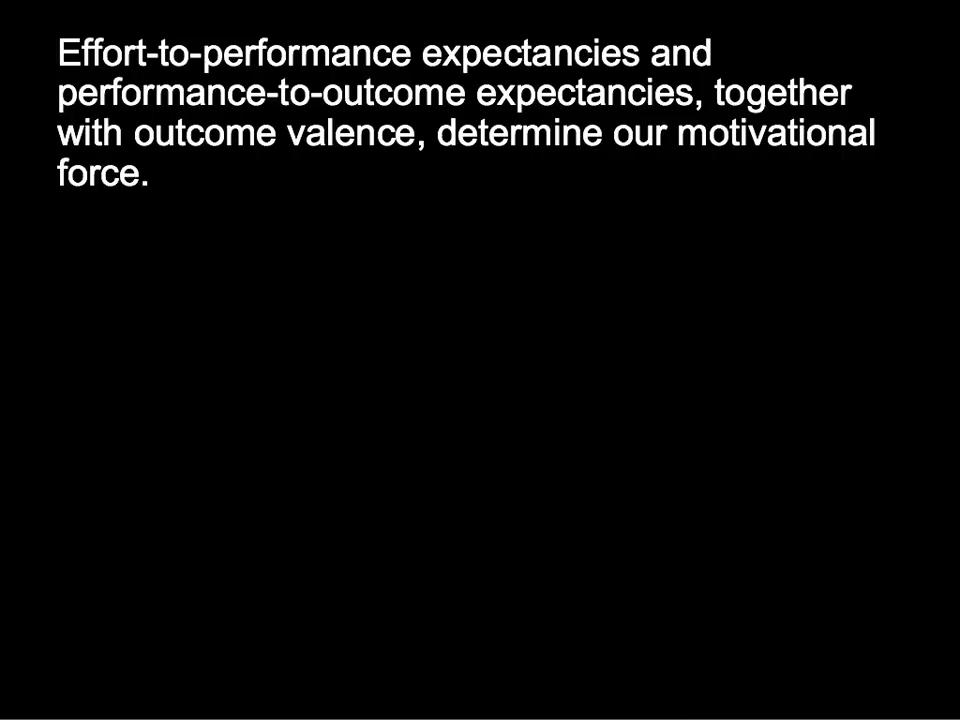 Effort-to-performance expectancies and
performance-to-outcome expectancies, together
with outcome valence, determine our motivational
force.